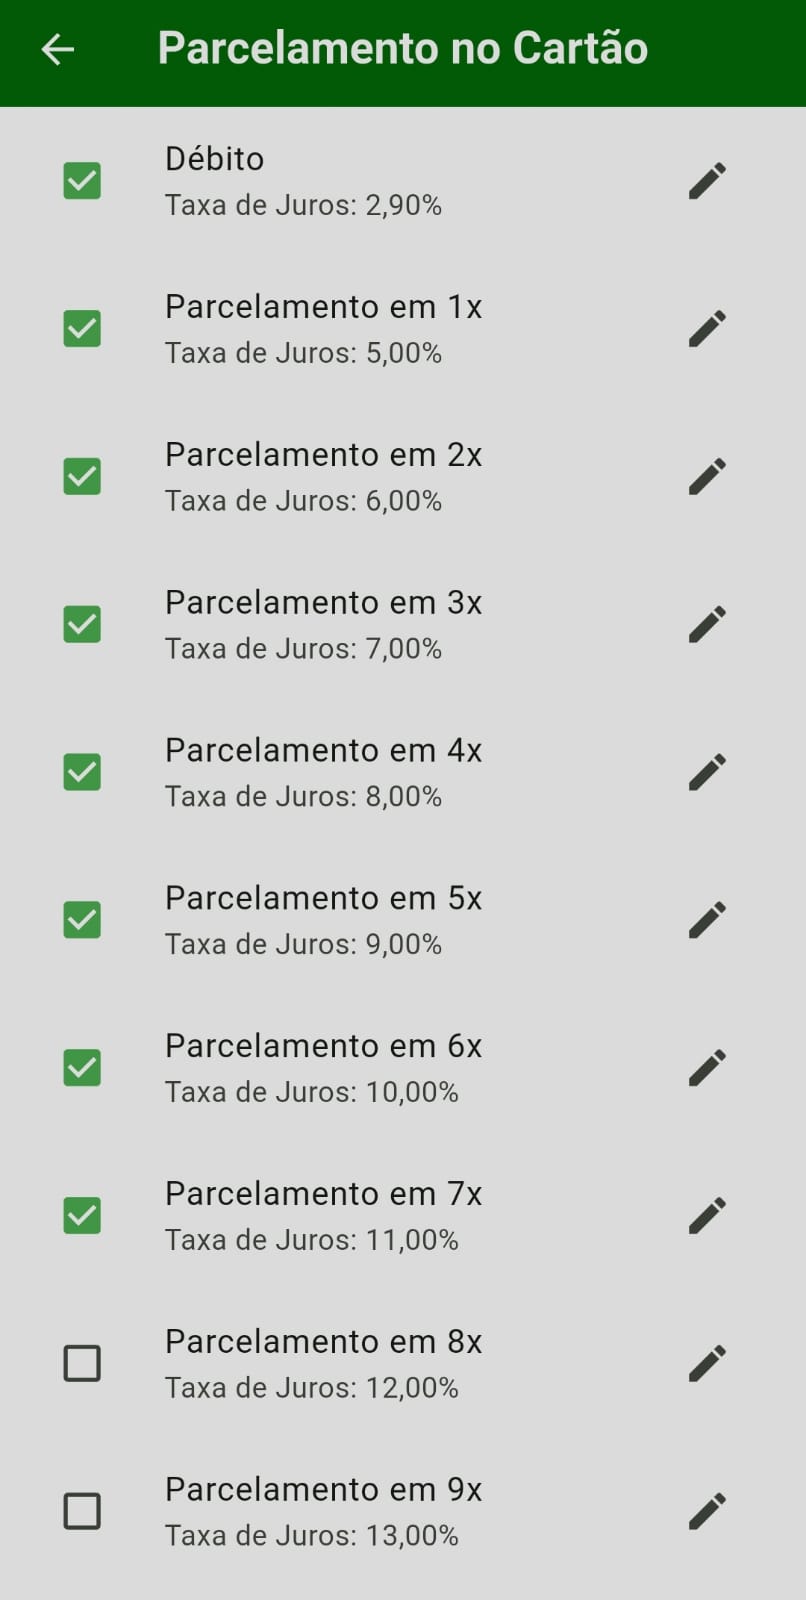 Parcelamento no Cartão
Débito
Taxa de Juros: 2,90%
Parcelamento em 1x
Taxa de Juros: 5,00%
Parcelamento em 2x
Taxa de Juros: 6,00%
Parcelamento em 3x
Taxa de Juros: 7,00%
Parcelamento em 4x
Taxa de Juros: 8,00%
Parcelamento em 5x
Taxa de Juros: 9,00%
Parcelamento em 6x
Taxa de Juros: 10,00%
Parcelamento em 7x
Taxa de Juros: 11,00%
Parcelamento em 8x
Taxa de Juros: 12,00%
Parcelamento em 9x
Taxa de Juros: 13,00%